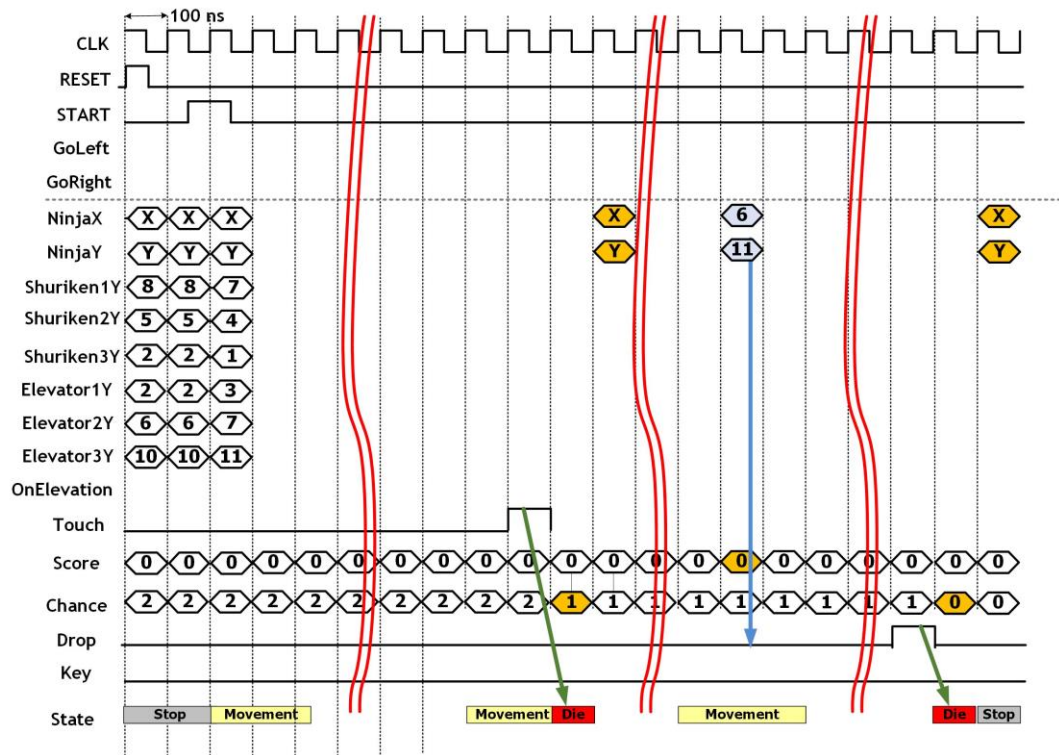 100 ns
CLK
RESET
START
GoLeft
GoRight
NinjaX X X X X 6 X
NinjaY Y Y Y Y 11 Y
Shuriken1Y 8 8 7
Shuriken2Y 5 5 4
Shuriken3Y 2 2 1
Elevator1Y 2 2 3
Elevator2Y 6 6 7
Elevator3Y 10 10 11
OnElevation
Touch
Score 0 0 0 0 0 0 0 0 0 0 0 0 0 0 0 0 0 0 0 0 0
Chance 2 2 2 2 2 2 2 2 2 2 1 1 1 1 1 1 1 1 1 0 0
Drop
Key
State Stop Movement Movement Die Movement Die Stop